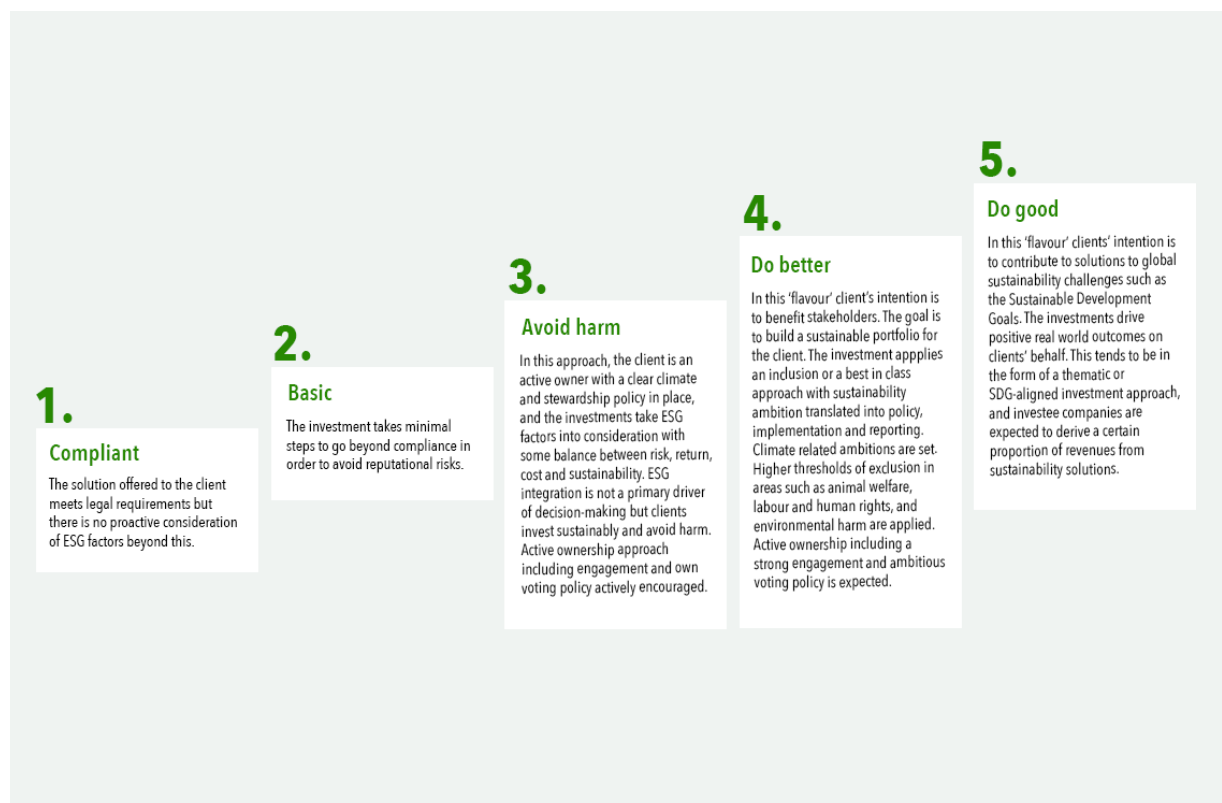 1.
Compliant
The solution offered to the client
meets legal requirements but
there is no proactive consideration
of ESG factors beyond this.
2.
Basic
The investment takes minimal
steps to go beyond compliance in
order to avoid reputational risks.
3.
Avoid harm
In this approach, the client is an
active owner with a clear climate
and stewardship policy in place,
and the investments take ESG
factors into consideration with
some balance between risk, return,
cost and sustainability. ESG
integration is not a primary driver
of decision-making but clients
invest sustainably and avoid harm.
Active ownership approach
including engagement and own
voting policy actively encouraged.
4.
Do better
In this ‘flavour’ client’s intention is
to benefit stakeholders. The goal is
to build a sustainable portfolio for
the client. The investment appplies
an inclusion or a best in class
approach with sustainability
ambition translated into policy,
implementation and reporting.
Climate related ambitions are set.
Higher thresholds of exclusion in
areas such as animal welfare,
labour and human rights, and
environmental harm are applied.
Active ownership including a
strong engagement and ambitious
voting policy is expected.
5.
Do good
In this ‘flavour’ clients’ intention is
to contribute to solutions to global
sustainability challenges such as
the Sustainable Development
Goals. The investments drive
positive real world outcomes on
clients’ behalf. This tends to be in
the form of a thematic or
SDG-aligned investment approach,
and investee companies are
expected to derive a certain
proportion of revenues from
sustainability solutions.